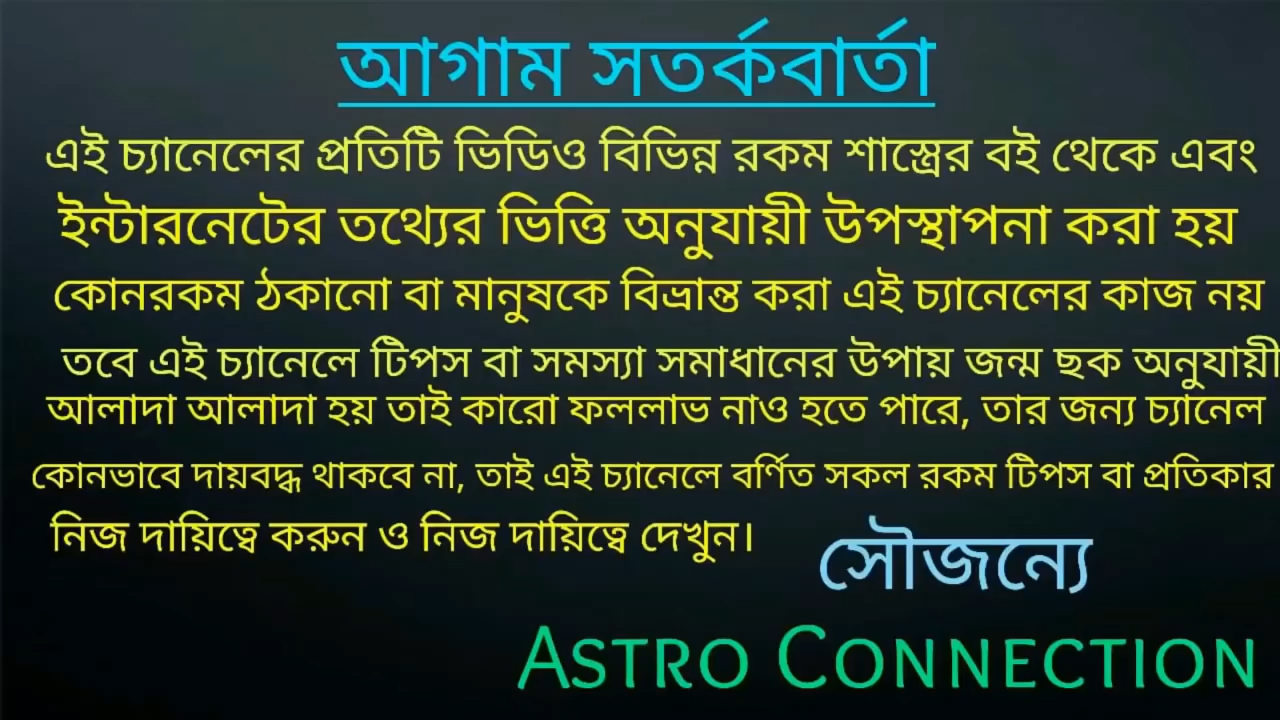 আগাম সতর্কবার্তা
এই চ্যানেলের প্রতিটি ভিডিও বিভিন্ন রকম শাস্ত্রের বই থেকে এবং
ইন্টারনেটের তথ্যের ভিত্তি অনুযায়ী উপস্থাপনা করা হয়
কোনরকম ঠকানো বা মানুষকে বিভ্রান্ত করা এই চ্যানেলের কাজ নয়
তবে এই চ্যানেলে টিপস বা সমস্যা সমাধানের উপায় জন্ম ছক অনুযায়ী
আলাদা আলাদা হয় তাই কারো ফললাভ নাও হতে পারে, তার জন্য চ্যানেল
কোনভাবে দায়বদ্ধ থাকবে না, তাই এই চ্যানেলে বর্ণিত সকল রকম টিপস বা প্রতিকার
নিজ দায়িত্বে করুন ও নিজ দায়িত্বে দেখুন।
সৌজন্যে
ASTRO CONNECTION